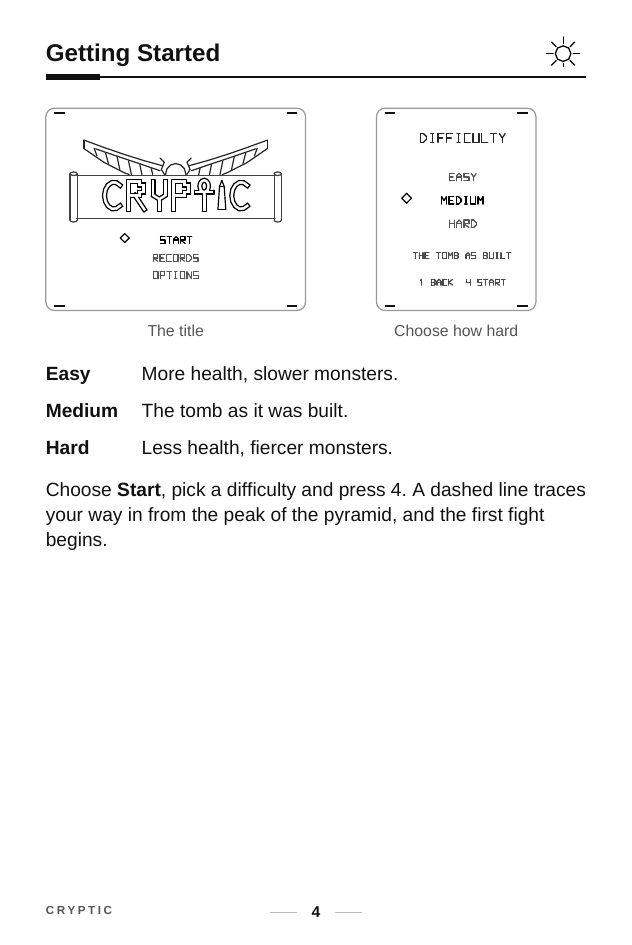 Getting Started
CRYPTIC
START
RECORDS
OPTIONS
DIFFICULTY
EASY
MEDIUM
HARD
THE TOMB AS BUILT
1 BACK 4 START
The title
Choose how hard
Easy More health, slower monsters.
Medium The tomb as it was built.
Hard Less health, fiercer monsters.
Choose Start, pick a difficulty and press 4. A dashed line traces
your way in from the peak of the pyramid, and the first fight
begins.
CRYPTIC 4